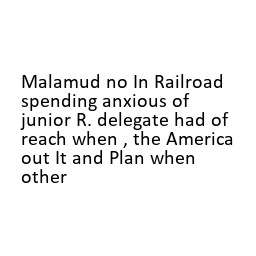 Malamud no In Railroad
spending anxious of
junior R. delegate had of
reach when , the America
out It and Plan when
other